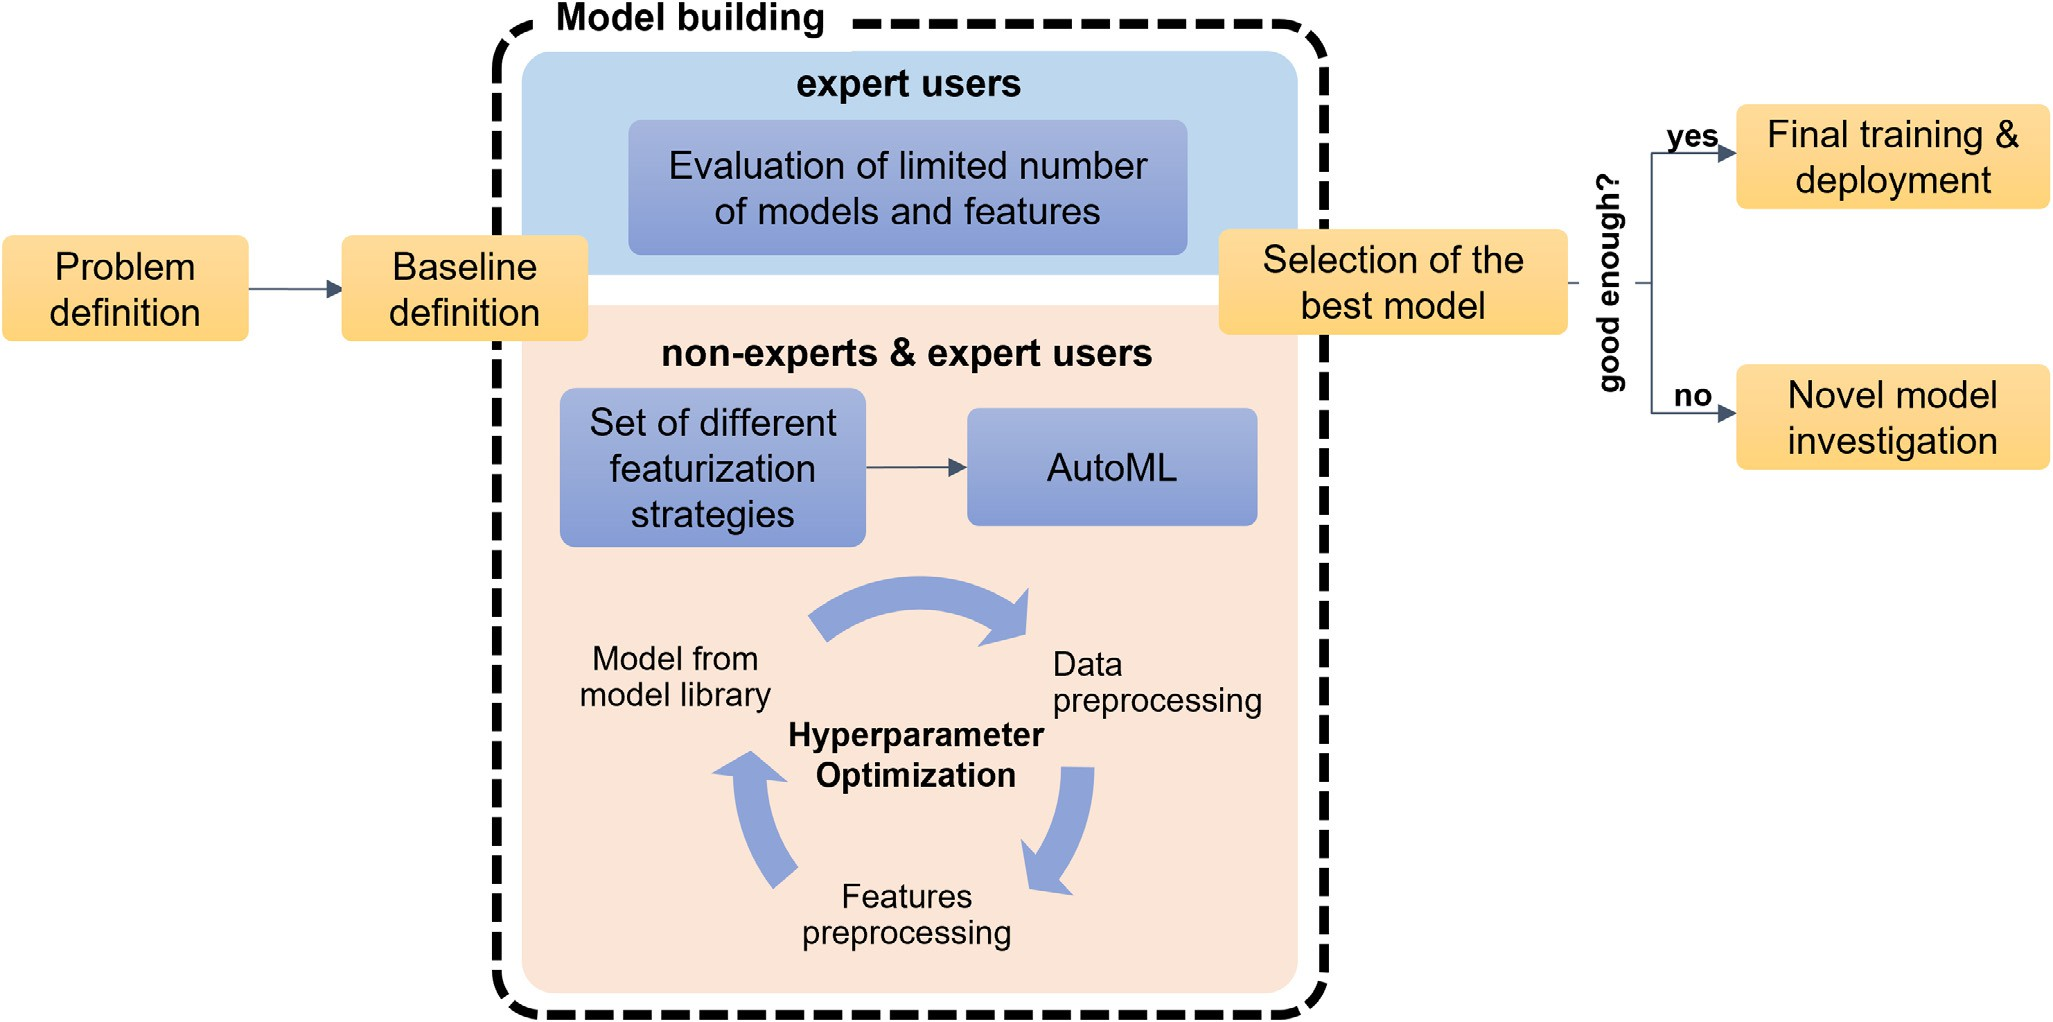 Model building
expert users
Evaluation of limited number
of models and features
Problem
definition
Baseline
definition
Selection of the
best model
good enough?
yes
Final training &
deployment
no
Novel model
investigation
non-experts & expert users
Set of different
featurization
strategies
AutoML
Model from
model library
Data
preprocessing
Hyperparameter
Optimization
Features
preprocessing